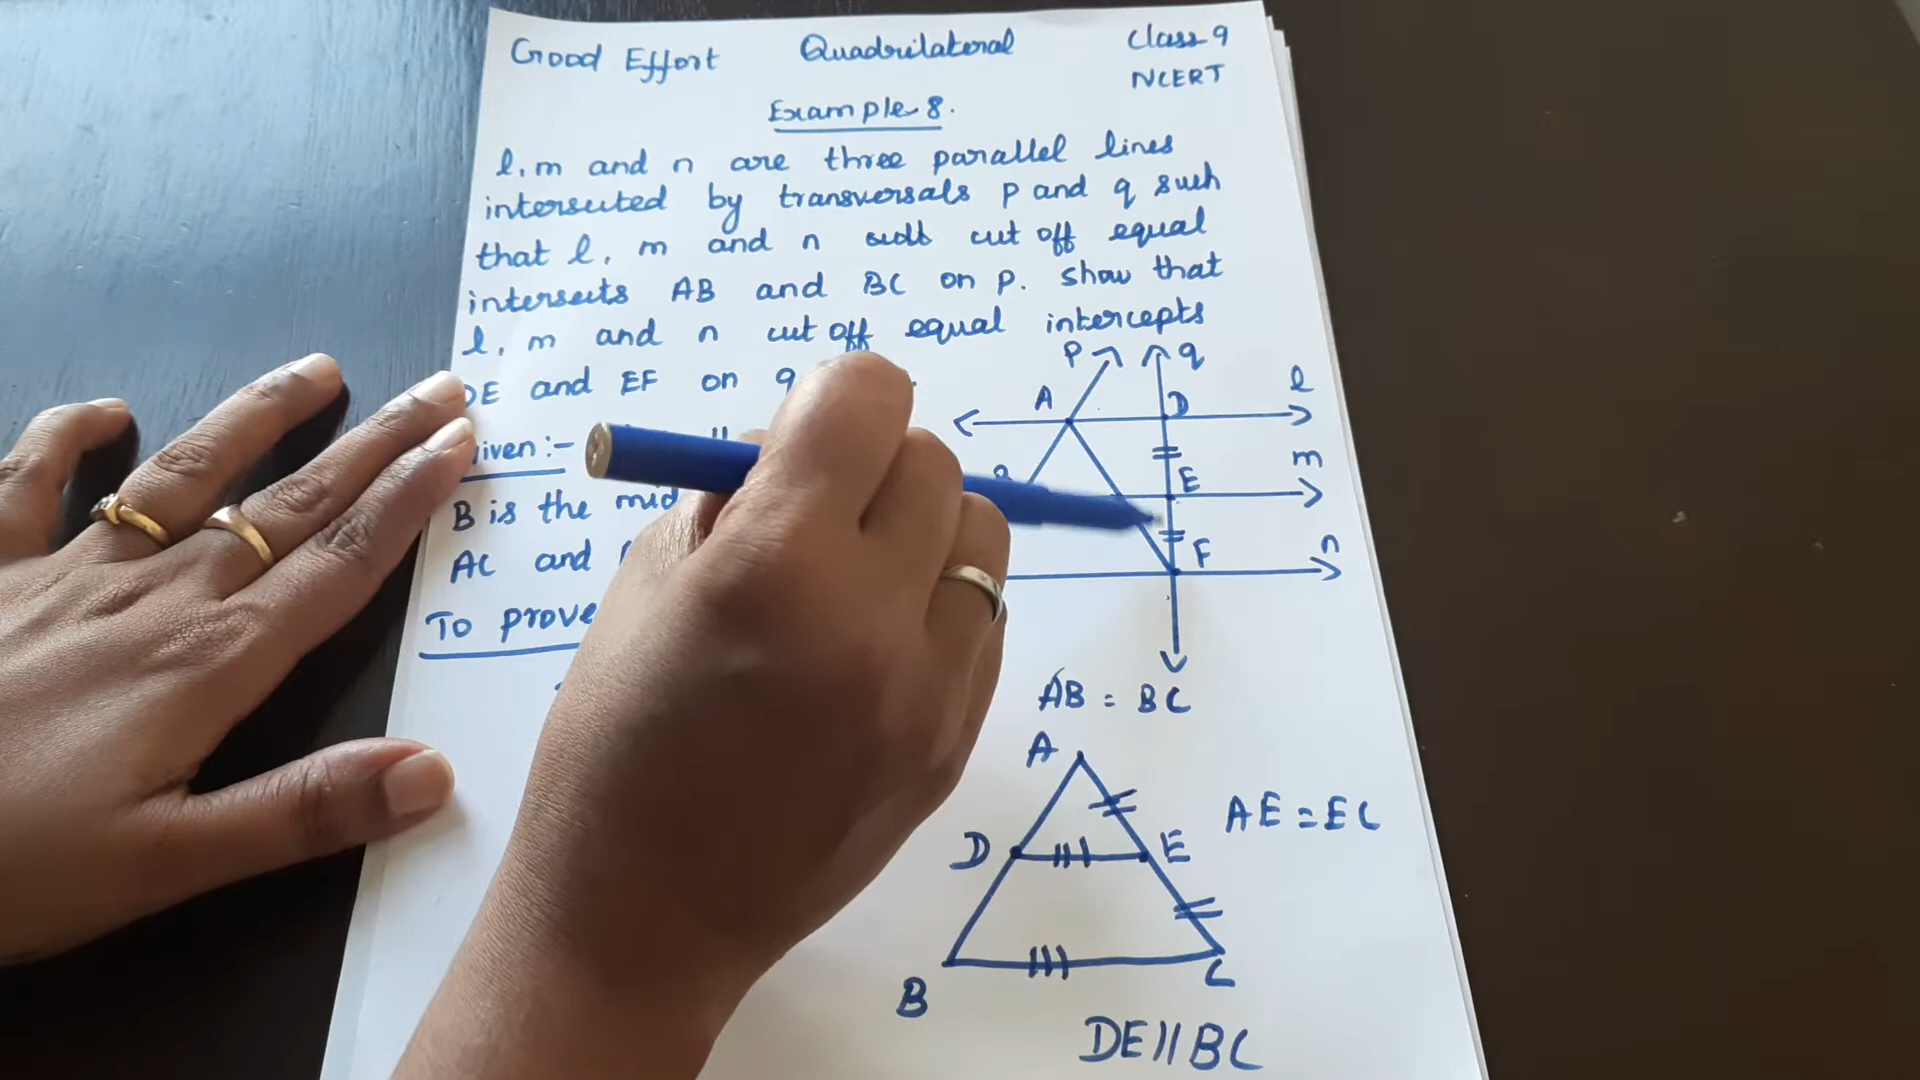 Good Effort Quadrilateral Class 9
NCERT
Example 8.
l, m and n are three parallel lines
intersected by transversals p and q such
that l, m and n cut off equal
intersects AB and BC on p. show that
l, m and n cut off equal intercepts
DE and EF on q
iven :-
B is the mid
AC and
To prove
P q
A D l
E m
F n
AB = BC
A
D E AE = EC
B C
DE || BC